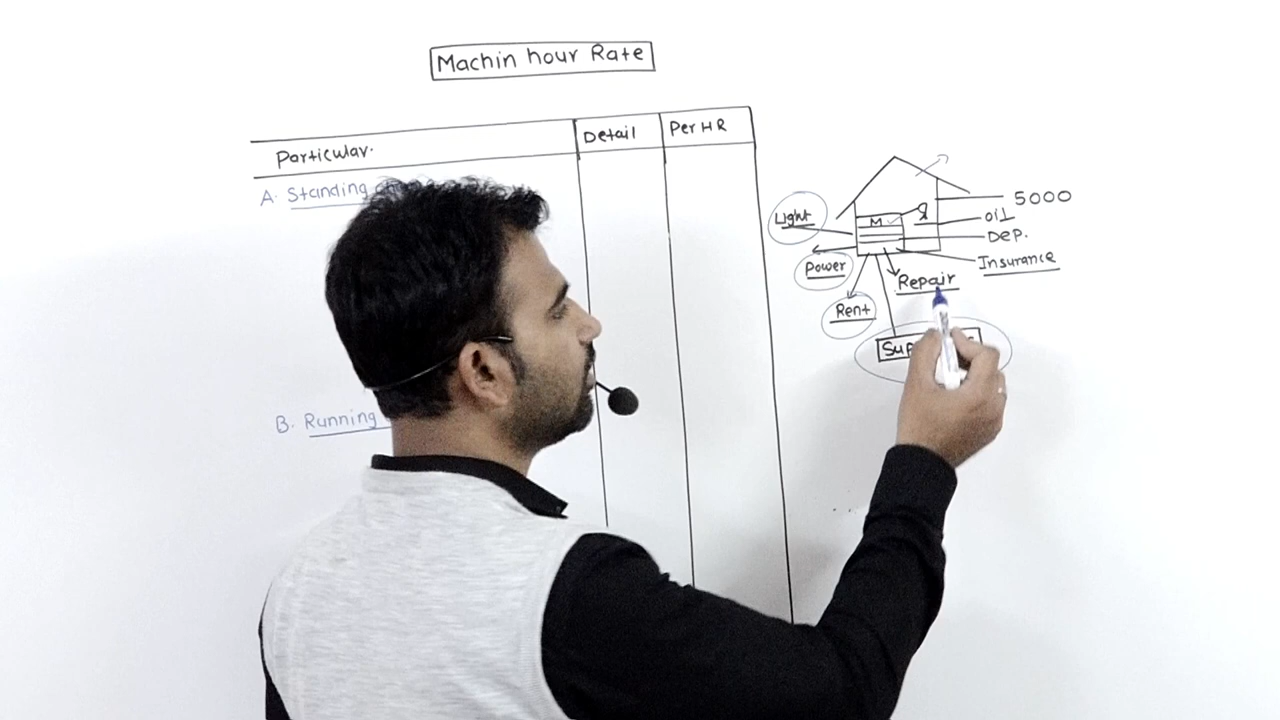 Machin hour Rate
Particular.
Detail
Per HR
A. Standing
B. Running
Light
5000
oil
Dep.
Insurance
Power
Repair
Rent